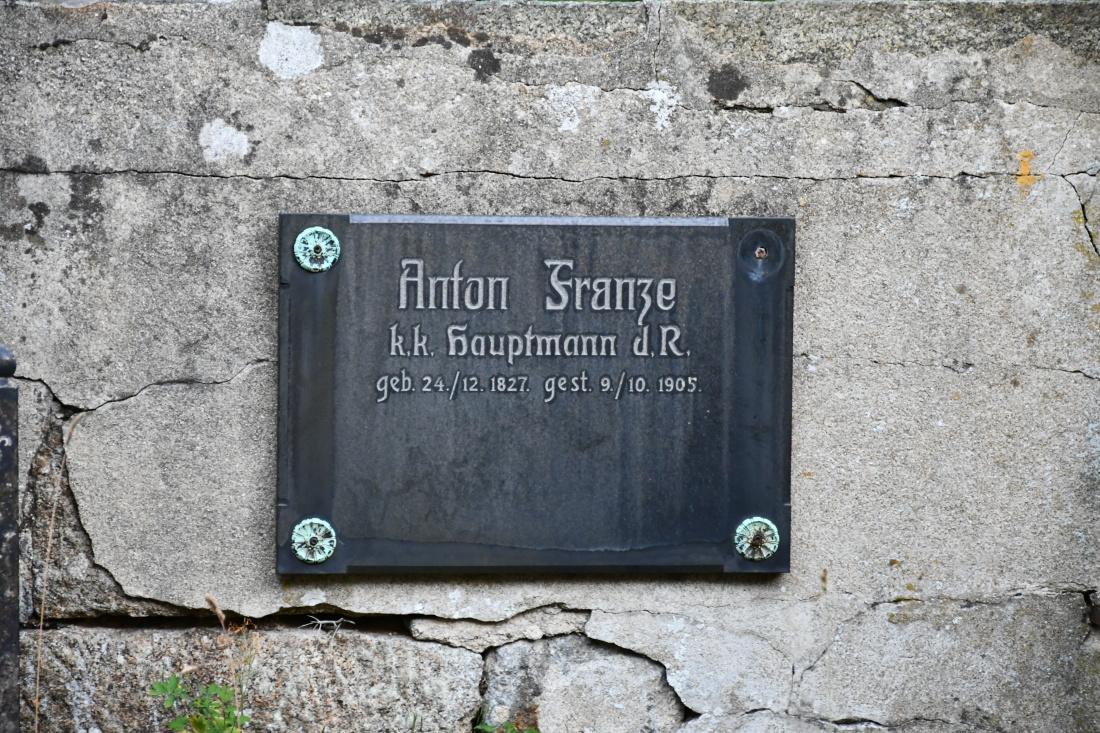 Anton Franze
k.k. Hauptmann d.R.
geb. 24./12. 1827. gest. 9./10. 1905.